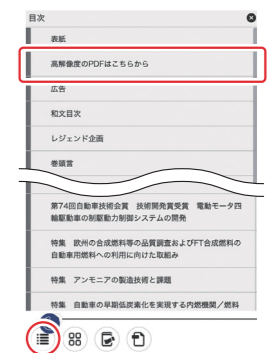 目次
表紙
高解像度のPDFはこちらから
広告
和文目次
レジェンド企画
巻頭言
第74回自動車技術会賞 技術開発賞受賞 電動モータ四
輪駆動車の制駆動力制御システムの開発
特集 欧州の合成燃料等の品質調査およびFT合成燃料の
自動車用燃料への利用に向けた取組み
特集 アンモニアの製造技術と課題
特集 自動車の早期低炭素化を実現する内燃機関／燃料